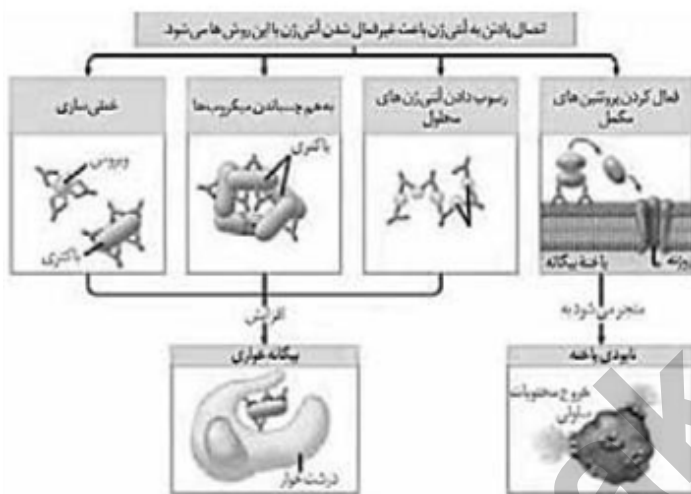 اتصال پادتن به آنتی ژن باعث غیرفعال شدن آنتی ژن با این روش ها می شود.
فعال کردن پروتئین های
مکمل
رسوب دادن آنتی ژن های
محلول
به هم چسباندن میکروب ها
خنثی سازی
ویروس
باکتری
باکتری
روزنه
یاختهٔ بیگانه
افزایش
منجر می شود به
بیگانه خواری
نابودی یاخته
درشت خوار
خروج محتویات
سلولی